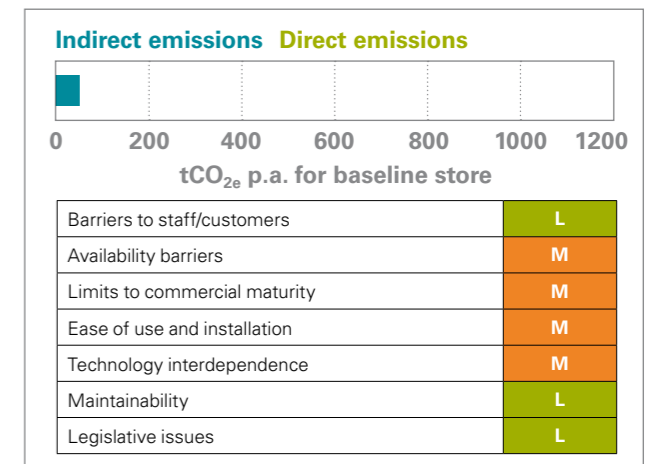 Indirect emissions Direct emissions
0 200 400 600 800 1000 1200
tCO2e p.a. for baseline store
Barriers to staff/customers L
Availability barriers M
Limits to commercial maturity M
Ease of use and installation M
Technology interdependence M
Maintainability L
Legislative issues L